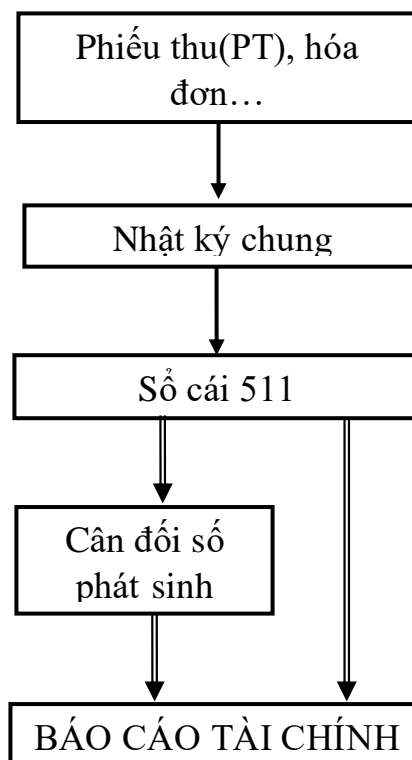 Phiếu thu(PT), hóa
đơn…
Nhật ký chung
Sổ cái 511
Cân đối số
phát sinh
BÁO CÁO TÀI CHÍNH